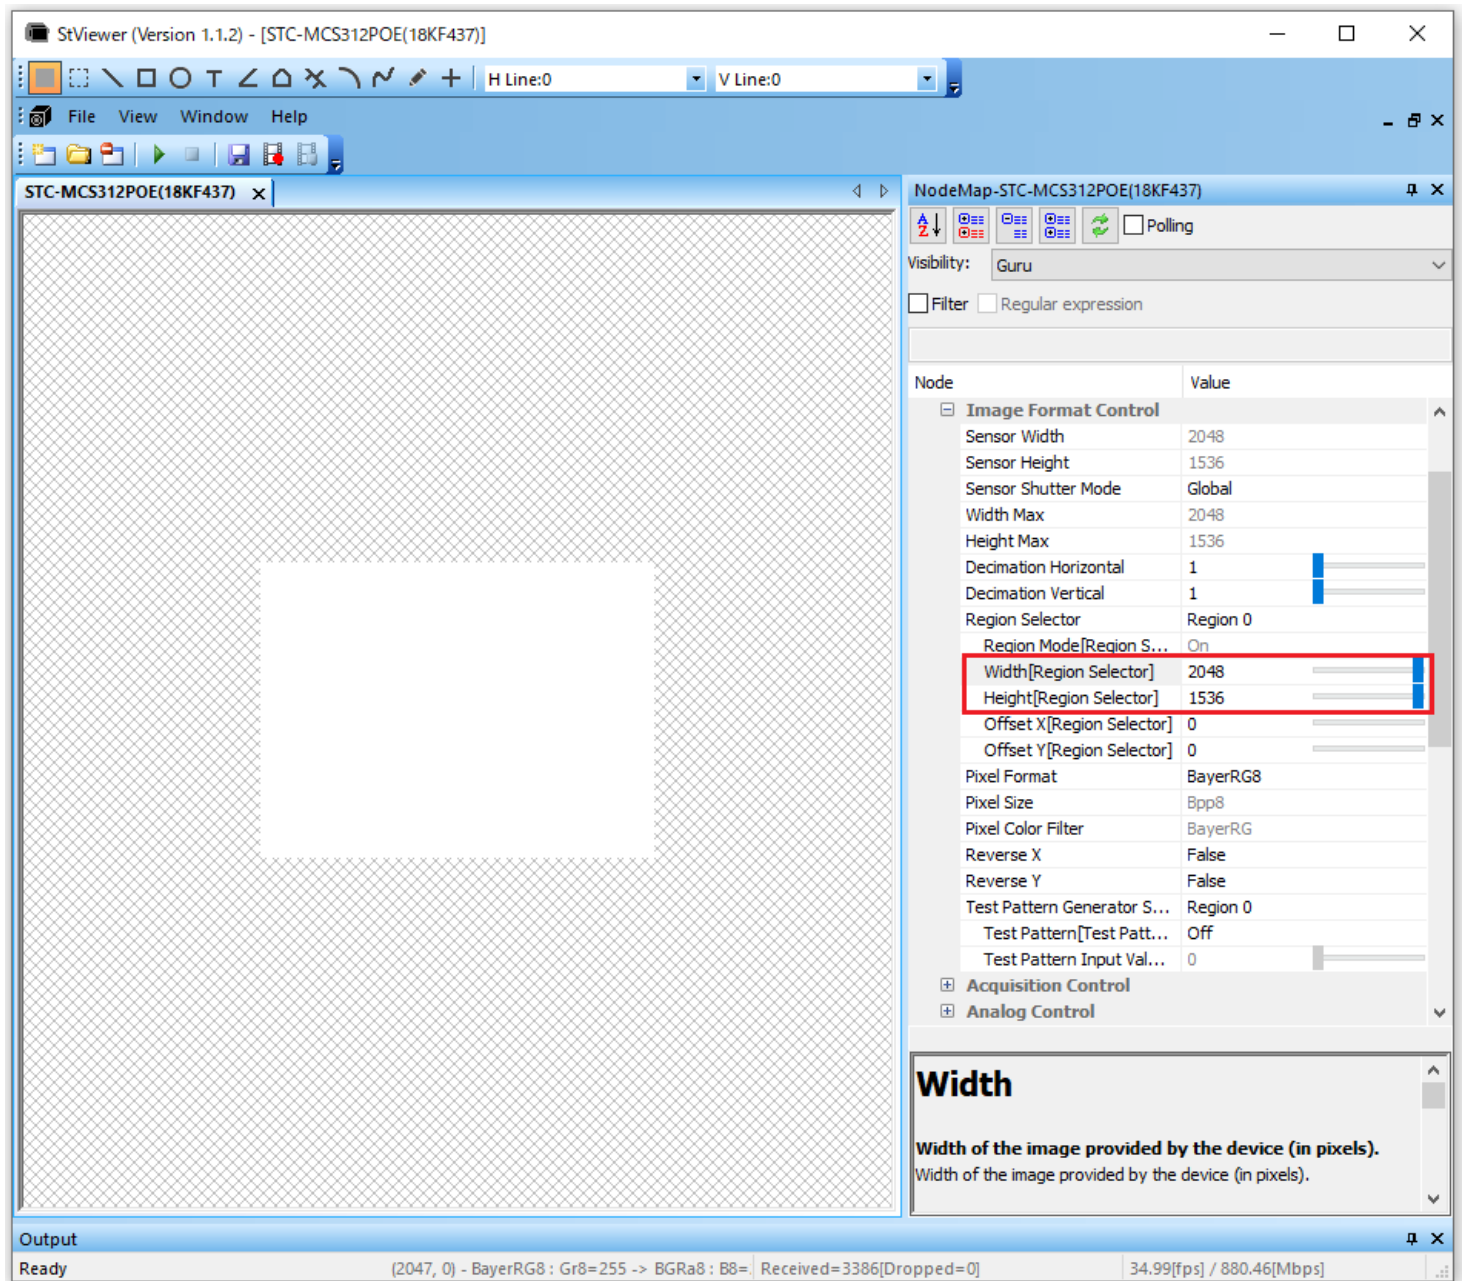 StViewer (Version 1.1.2) - [STC-MCS312POE(18KF437)]
H Line:0 V Line:0
File View Window Help
STC-MCS312POE(18KF437)
NodeMap-STC-MCS312POE(18KF437)
Polling
Visibility: Guru
Filter Regular expression
Node Value
Image Format Control
Sensor Width 2048
Sensor Height 1536
Sensor Shutter Mode Global
Width Max 2048
Height Max 1536
Decimation Horizontal 1
Decimation Vertical 1
Region Selector Region 0
Region Mode[Region S... On
Width[Region Selector] 2048
Height[Region Selector] 1536
Offset X[Region Selector] 0
Offset Y[Region Selector] 0
Pixel Format BayerRG8
Pixel Size Bpp8
Pixel Color Filter BayerRG
Reverse X False
Reverse Y False
Test Pattern Generator S... Region 0
Test Pattern[Test Patt... Off
Test Pattern Input Val... 0
Acquisition Control
Analog Control
Width
Width of the image provided by the device (in pixels).
Width of the image provided by the device (in pixels).
Output
Ready (2047, 0) - BayerRG8 : Gr8=255 -> BGRa8 : B8=. Received=3386[Dropped=0] 34.99[fps] / 880.46[Mbps]